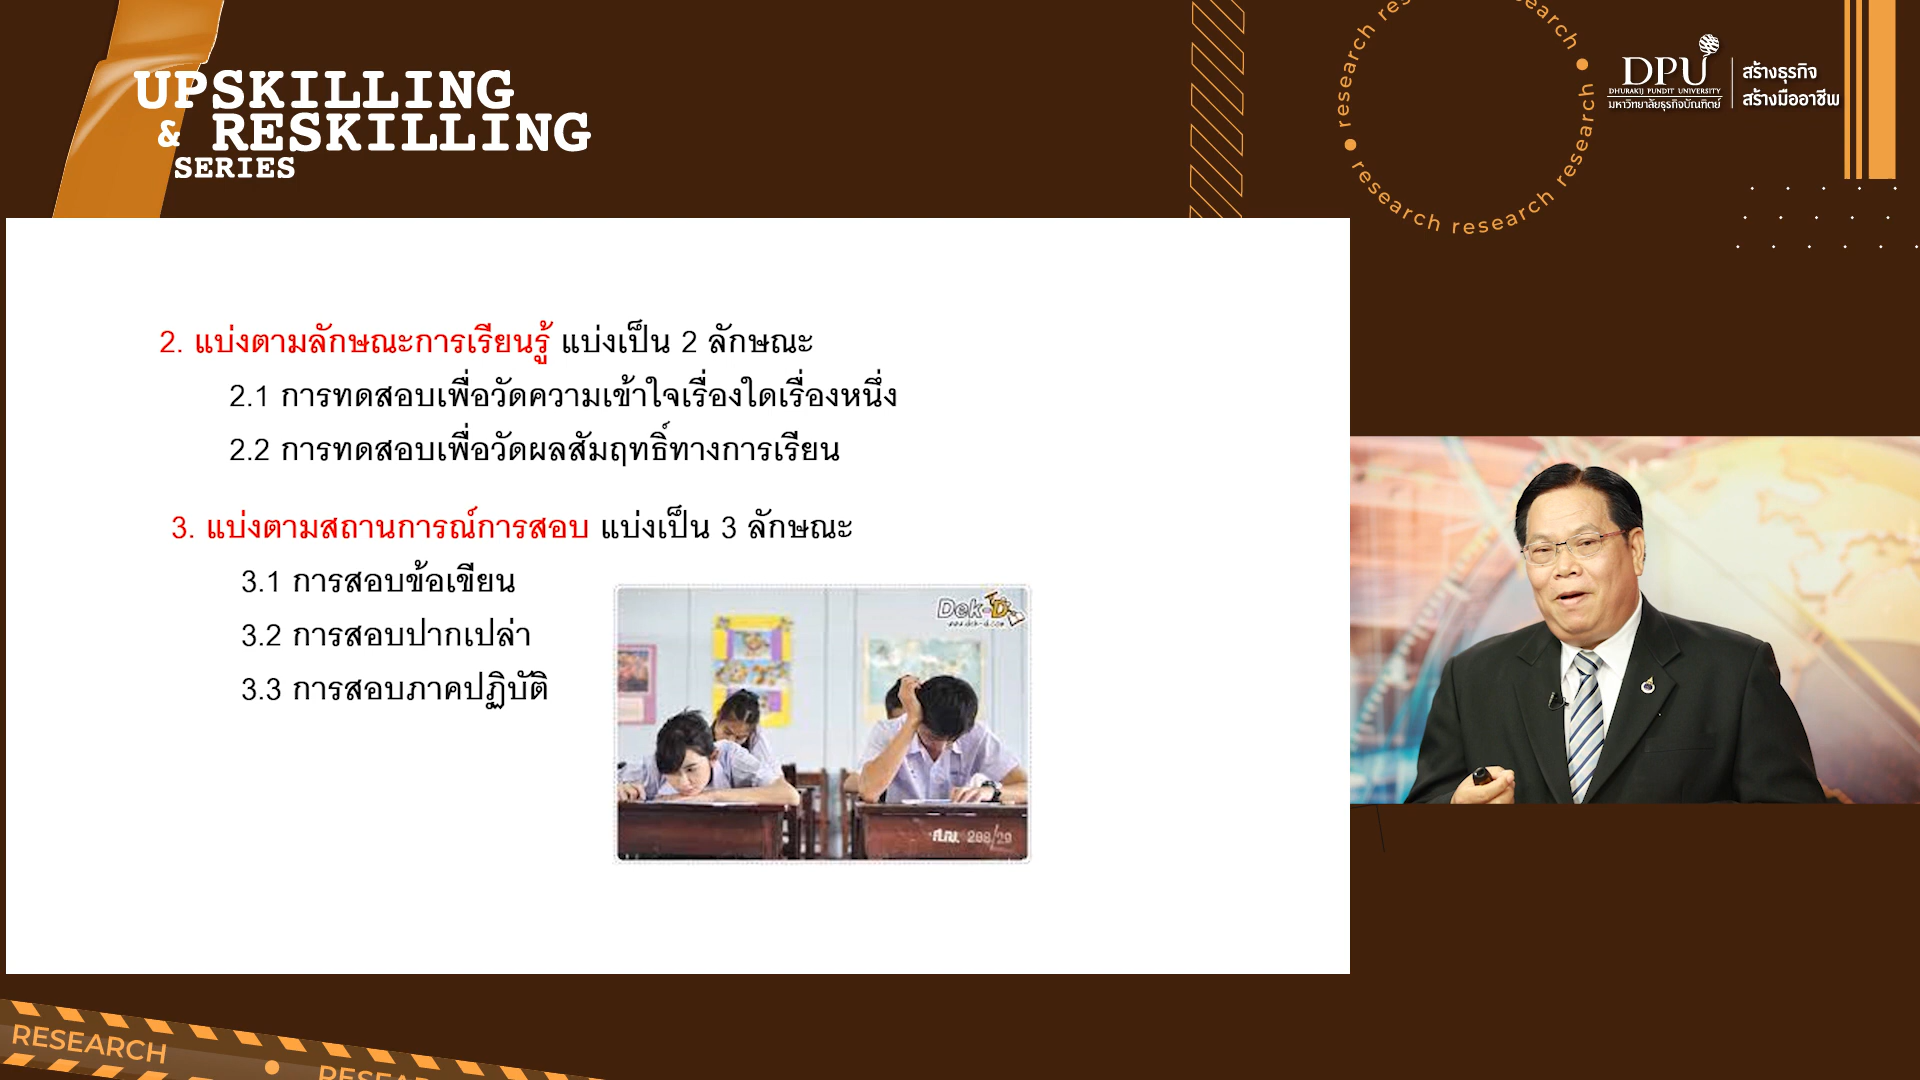 UPSKILLING
& RESKILLING
SERIES
research research research research research
DPU
DHURAKIJ PUNDIT UNIVERSITY
มหาวิทยาลัยธุรกิจบัณฑิตย์
สร้างธุรกิจ
สร้างมืออาชีพ
2. แบ่งตามลักษณะการเรียนรู้ แบ่งเป็น 2 ลักษณะ
2.1 การทดสอบเพื่อวัดความเข้าใจเรื่องใดเรื่องหนึ่ง
2.2 การทดสอบเพื่อวัดผลสัมฤทธิ์ทางการเรียน
3. แบ่งตามสถานการณ์การสอบ แบ่งเป็น 3 ลักษณะ
3.1 การสอบข้อเขียน
3.2 การสอบปากเปล่า
3.3 การสอบภาคปฏิบัติ
Dek-D
www.dek-d.com
RESEARCH